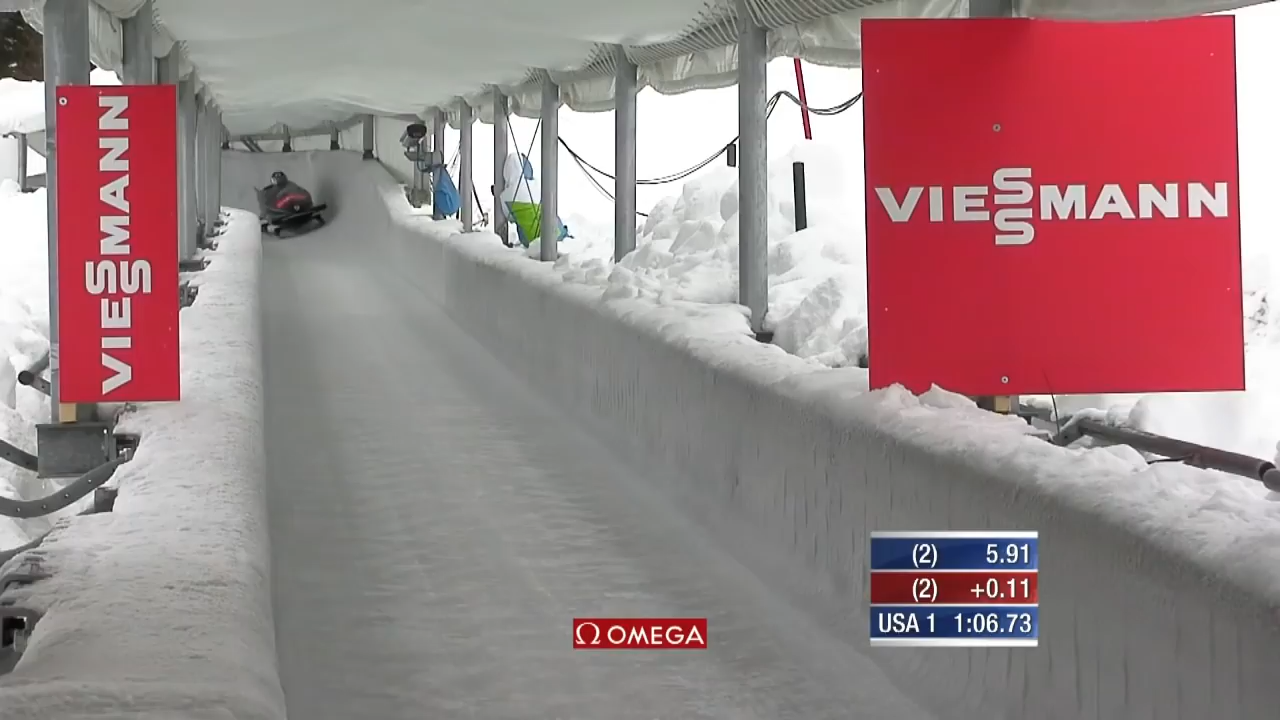 VIESSMANN
VIESSMANN
(2) 5.91
(2) +0.11
USA 1 1:06.73
Ω OMEGA